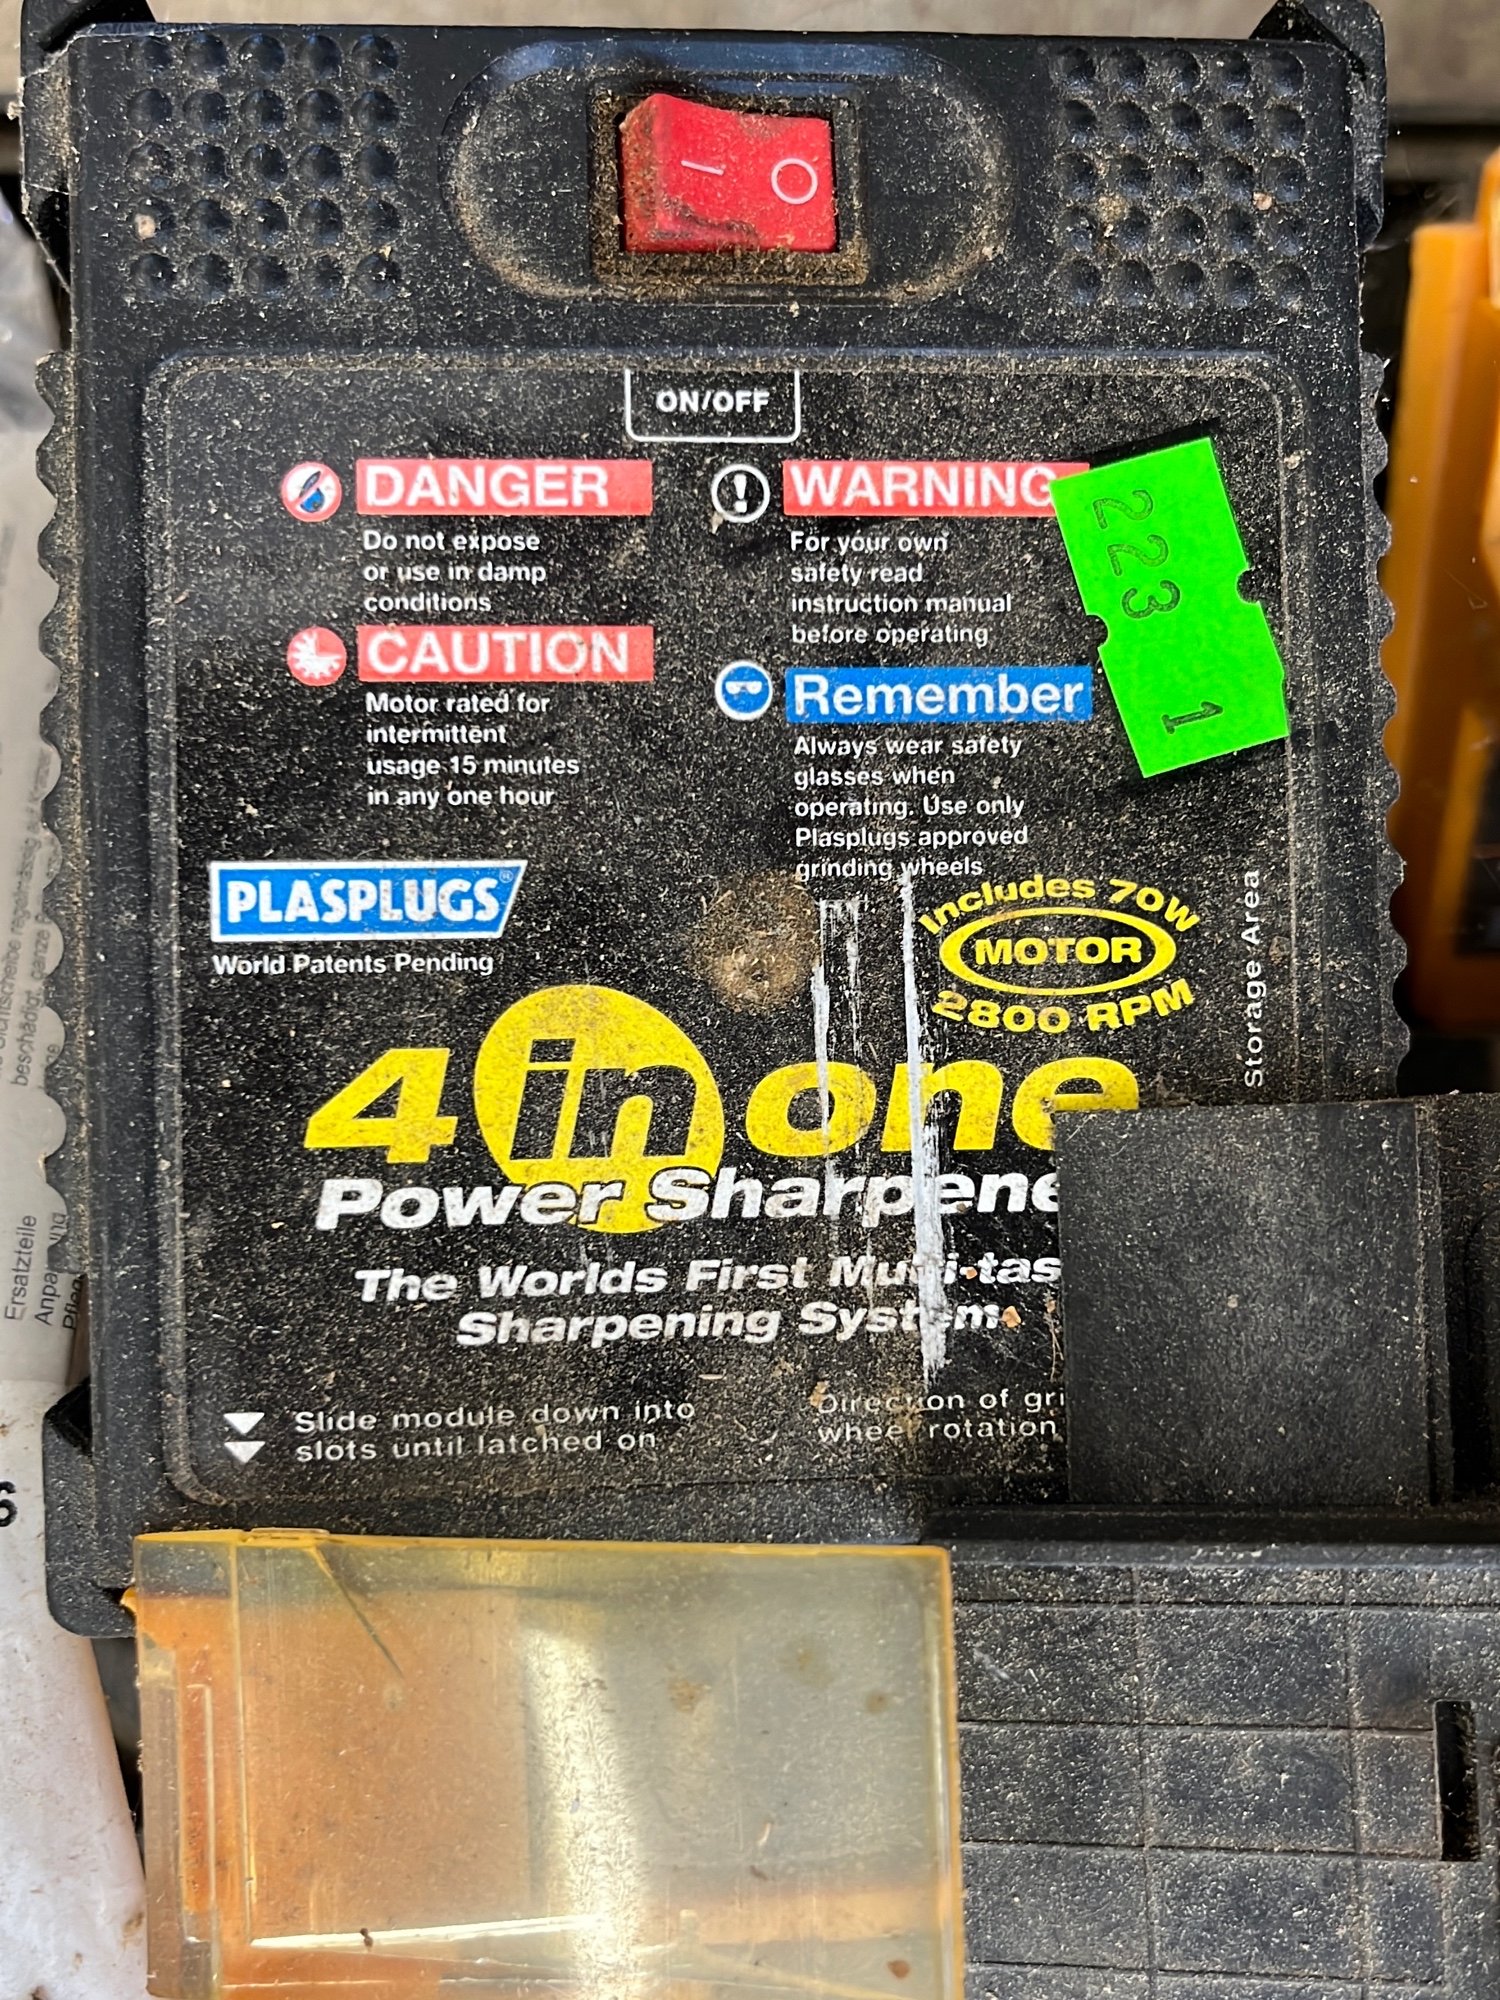 ON/OFF
DANGER
Do not expose
or use in damp
conditions
CAUTION
Motor rated for
intermittent
usage 15 minutes
in any one hour
WARNING
For your own
safety read
instruction manual
before operating
Remember
Always wear safety
glasses when
operating. Use only
Plasplugs approved
grinding wheels
223 1
PLASPLUGS®
World Patents Pending
Includes 70W
MOTOR
2800 RPM
Storage Area
4 in one
Power Sharpene
The Worlds First Multi-tas
Sharpening System
Slide module down into
slots until latched on
Direction of gri
wheel rotation
Ersatzteile